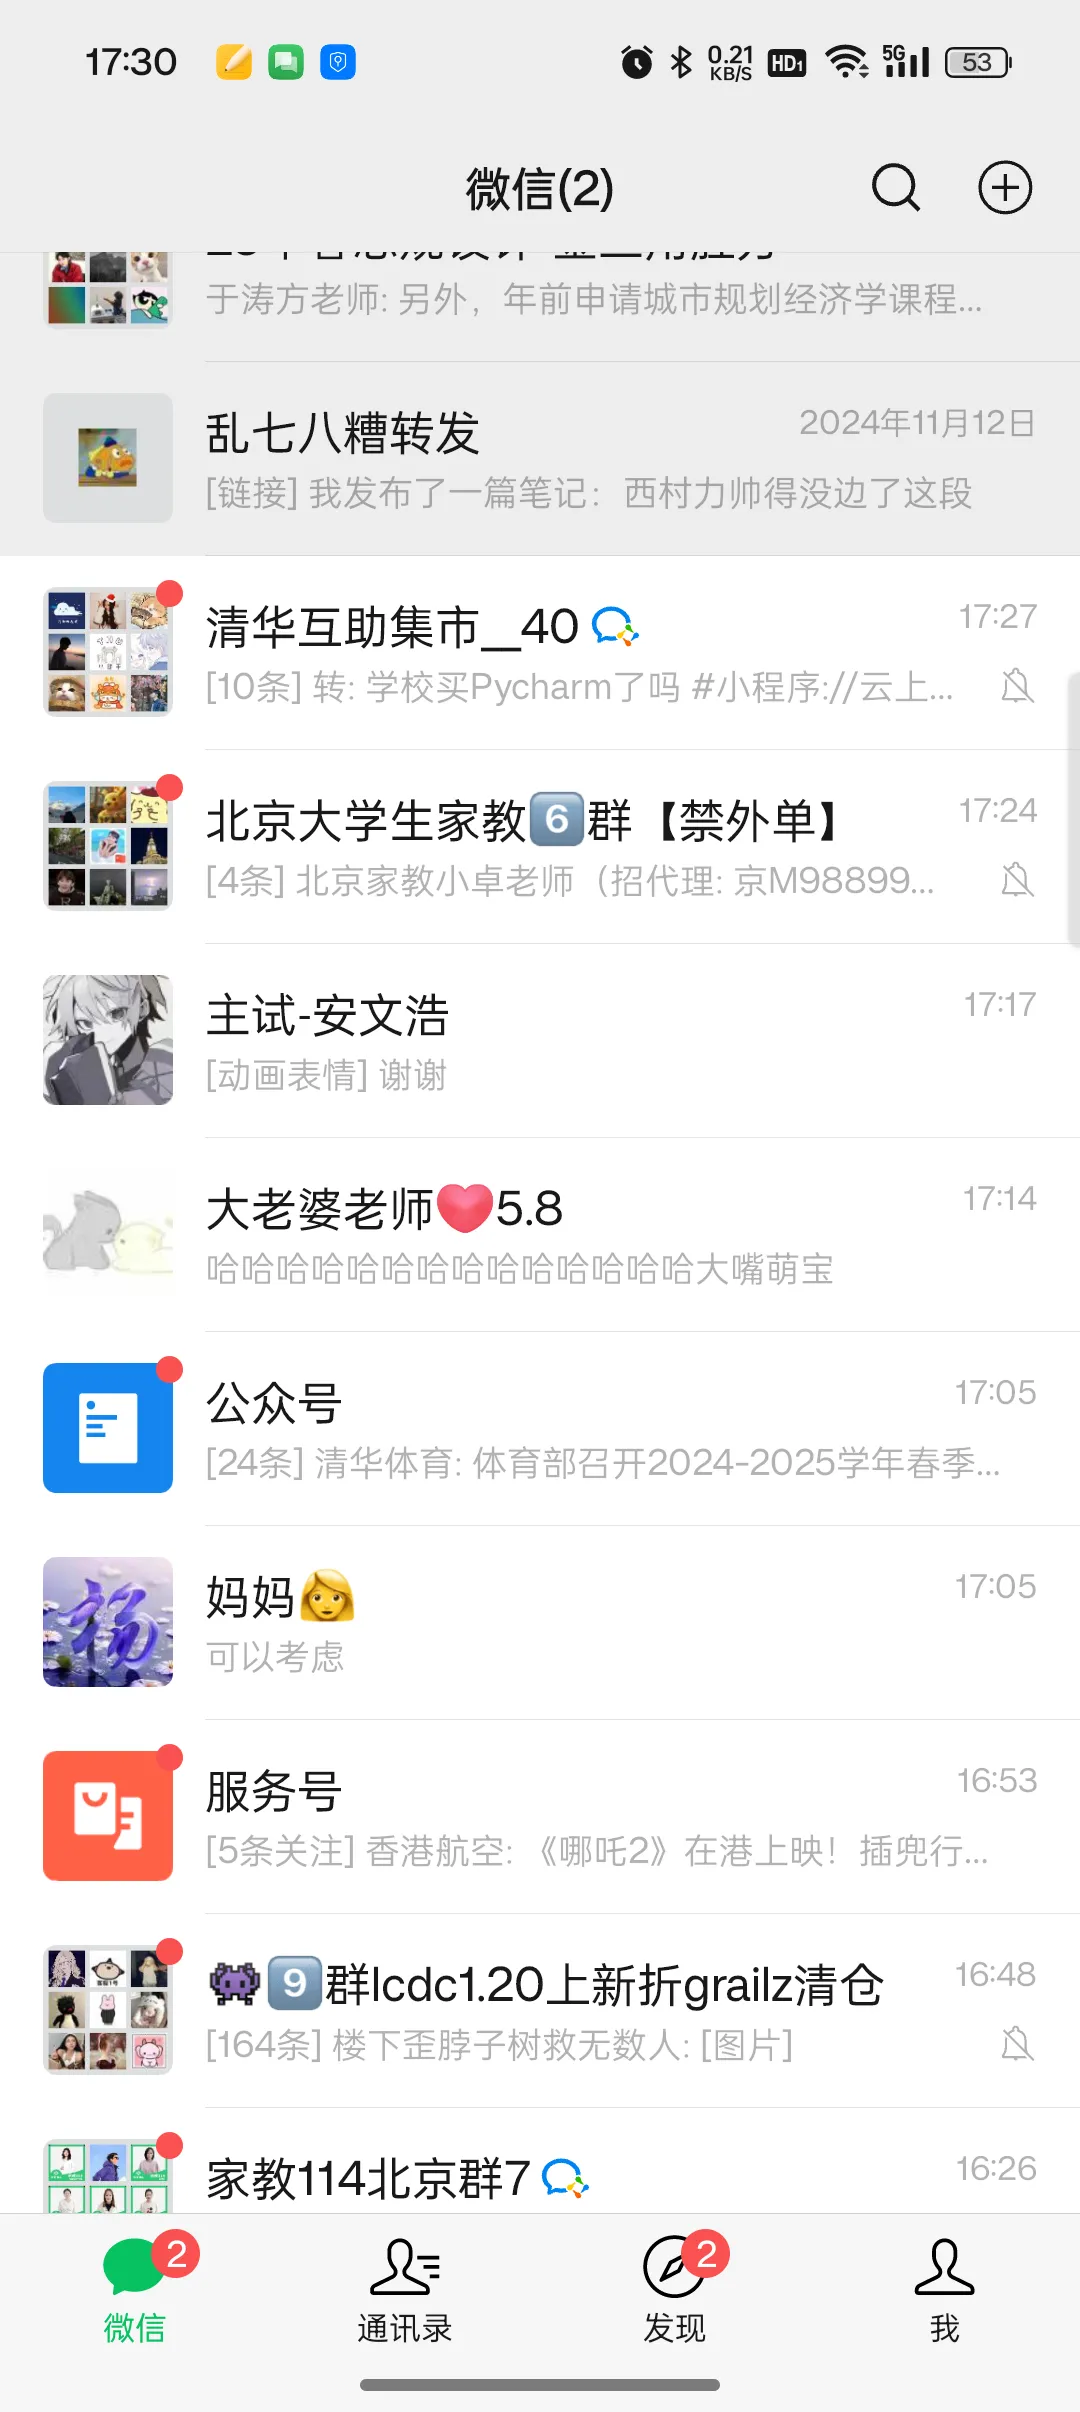 17:30
0.21 KB/S HD1 5G 53
微信(2)
于涛方老师: 另外，年前申请城市规划经济学课程...
乱七八糟转发
2024年11月12日
[链接] 我发布了一篇笔记：西村力帅得没边了这段
清华互助集市__40
17:27
[10条] 转: 学校买Pycharm了吗 #小程序://云上...
北京大学生家教6️⃣群【禁外单】
17:24
[4条] 北京家教小卓老师（招代理: 京M98899...
主试-安文浩
17:17
[动画表情] 谢谢
大老婆老师❤️5.8
17:14
哈哈哈哈哈哈哈哈哈哈哈哈哈哈大嘴萌宝
公众号
17:05
[24条] 清华体育: 体育部召开2024-2025学年春季...
妈妈👩
17:05
可以考虑
服务号
16:53
[5条关注] 香港航空: 《哪吒2》在港上映！插兜行...
👾9️⃣群lcdc1.20上新折grailz清仓
16:48
[164条] 楼下歪脖子树救无数人: [图片]
家教114北京群7
16:26
2
2
微信
通讯录
发现
我